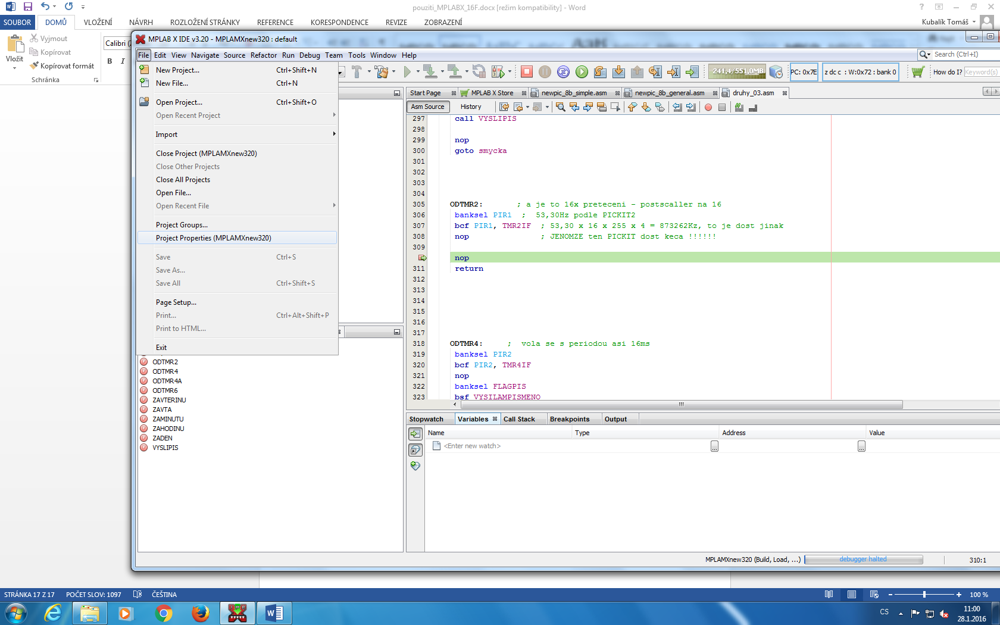 pouziti_MPLABX_16F.docx [režim kompatibility] - Word
SOUBOR DOMŮ VLOŽENÍ NÁVRH ROZLOŽENÍ STRÁNKY REFERENCE KORESPONDENCE REVIZE ZOBRAZENÍ Kubalík Tomáš
Vložit
Vyjmout
Kopírovat
Kopírovat formát
Schránka
Calibri (
B I
MPLAB X IDE v3.20 - MPLAMXnew320 : default
File Edit View Navigate Source Refactor Run Debug Team Tools Window Help
Search (Ctrl+I)
241,4/551,0MB
PC: 0x7E
z dc c : W:0x72 : bank 0
How do I? Keyword(s)
New Project... Ctrl+Shift+N
New File... Ctrl+N
Open Project... Ctrl+Shift+O
Open Recent Project
Import
Close Project (MPLAMXnew320)
Close Other Projects
Close All Projects
Open File...
Open Recent File
Project Groups...
Project Properties (MPLAMXnew320)
Save Ctrl+S
Save As...
Save All Ctrl+Shift+S
Page Setup...
Print... Ctrl+Alt+Shift+P
Print to HTML...
Exit
ODTMR2
ODTMR4
ODTMR4A
ODTMR6
ZAVTERINU
ZAVTA
ZAMINUTU
ZAHODINU
ZADEN
VYSLIPIS
Start Page MPLAB X Store newpic_8b_simple.asm newpic_8b_general.asm druhy_03.asm
Asm Source History
297 call VYSLIPIS
298
299 nop
300 goto smycka
301
302
303
304
305 ODTMR2: ; a je to 16x preteceni - postscaller na 16
306 banksel PIR1 ; 53,30Hz podle PICKIT2
307 bcf PIR1, TMR2IF ; 53,30 x 16 x 255 x 4 = 873262Kz, to je dost jinak
308 nop ; JENOMZE ten PICKIT dost keca !!!!!!
309
nop
311 return
312
313
314
315
316
317
318 ODTMR4: ; vola se s periodou asi 16ms
319 banksel PIR2
320 bcf PIR2, TMR4IF
321 nop
322 banksel FLAGPIS
323 bsf VYSILAMPISMENO
Stopwatch Variables Call Stack Breakpoints Output
Name Type Address Value
<Enter new watch>
MPLAMXnew320 (Build, Load, ...) debugger halted 310:1
STRÁNKA 17 Z 17 POČET SLOV: 1097 ČEŠTINA 100 %
CS 11:00
28.1.2016